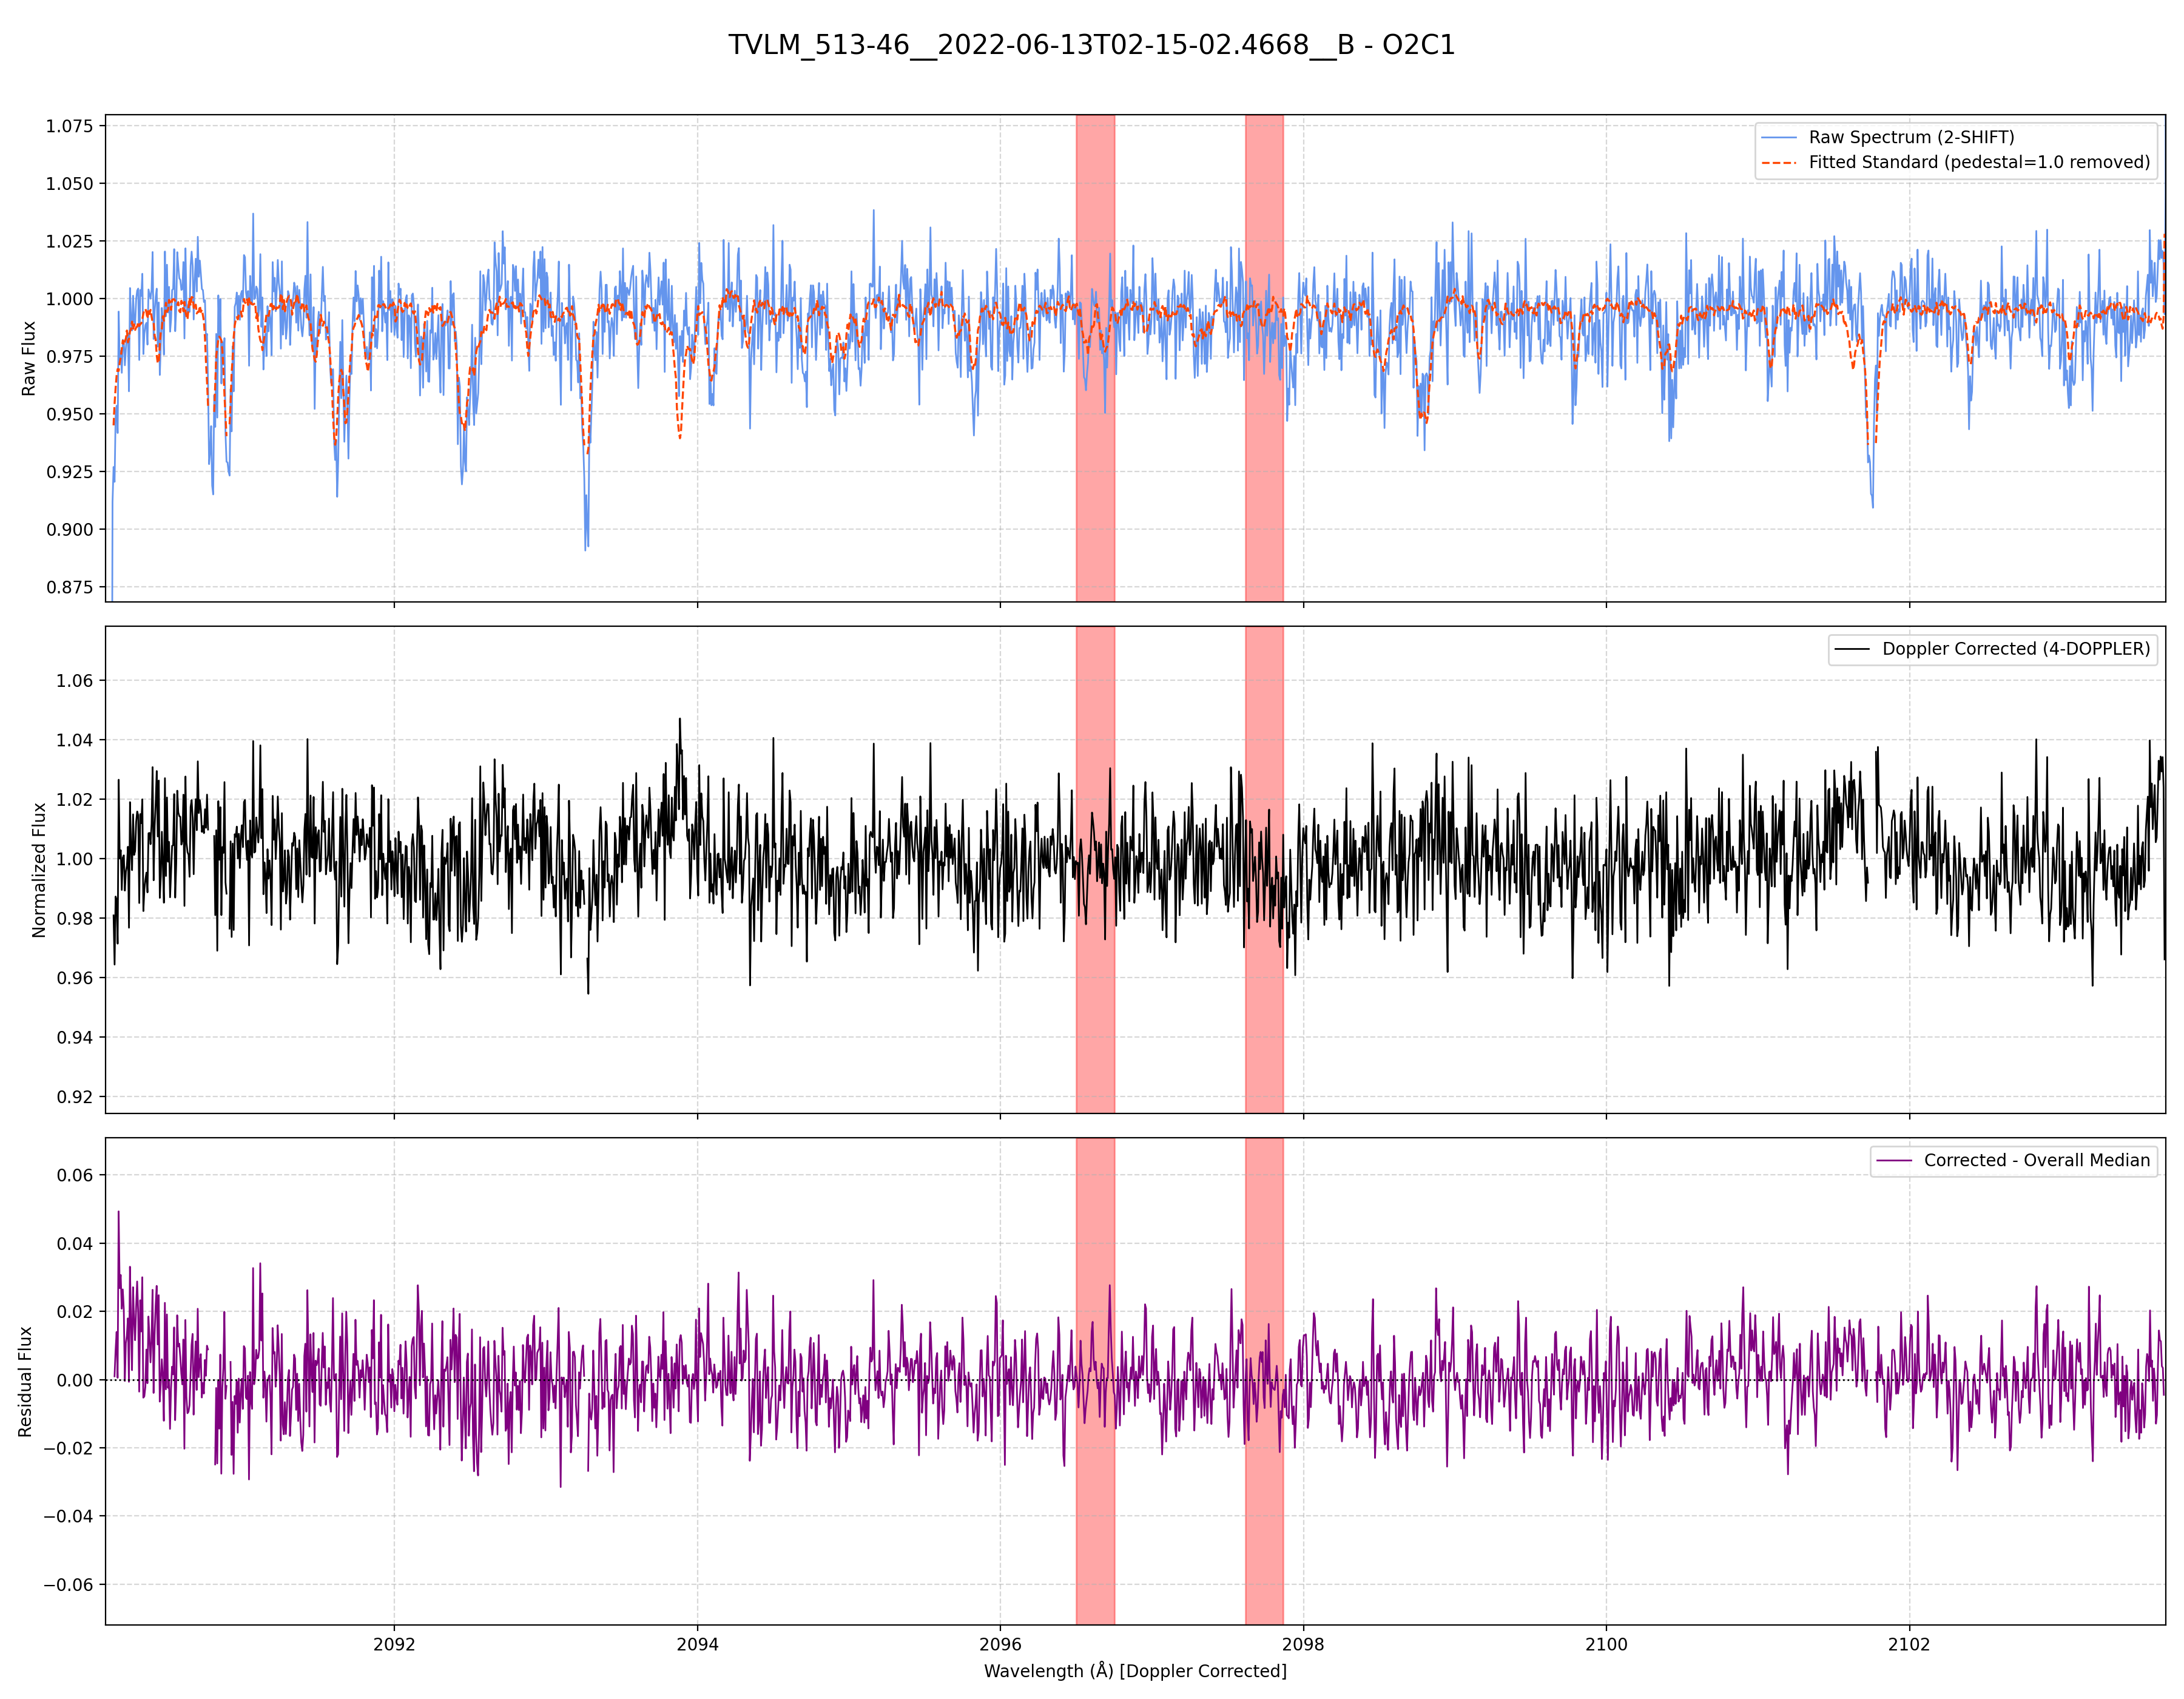 TVLM_513-46__2022-06-13T02-15-02.4668__B - O2C1
1.075
1.050
1.025
1.000
0.975
0.950
0.925
0.900
0.875
Raw Flux
Raw Spectrum (2-SHIFT)
Fitted Standard (pedestal=1.0 removed)
1.06
1.04
1.02
1.00
0.98
0.96
0.94
0.92
Normalized Flux
Doppler Corrected (4-DOPPLER)
0.06
0.04
0.02
0.00
−0.02
−0.04
−0.06
Residual Flux
Corrected - Overall Median
2092 2094 2096 2098 2100 2102
Wavelength (Å) [Doppler Corrected]